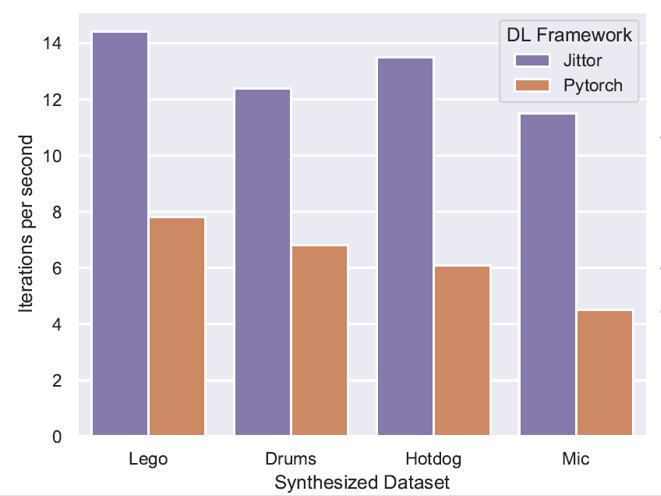 DL Framework
Jittor
Pytorch
Iterations per second
14
12
10
8
6
4
2
0
Lego Drums Hotdog Mic
Synthesized Dataset